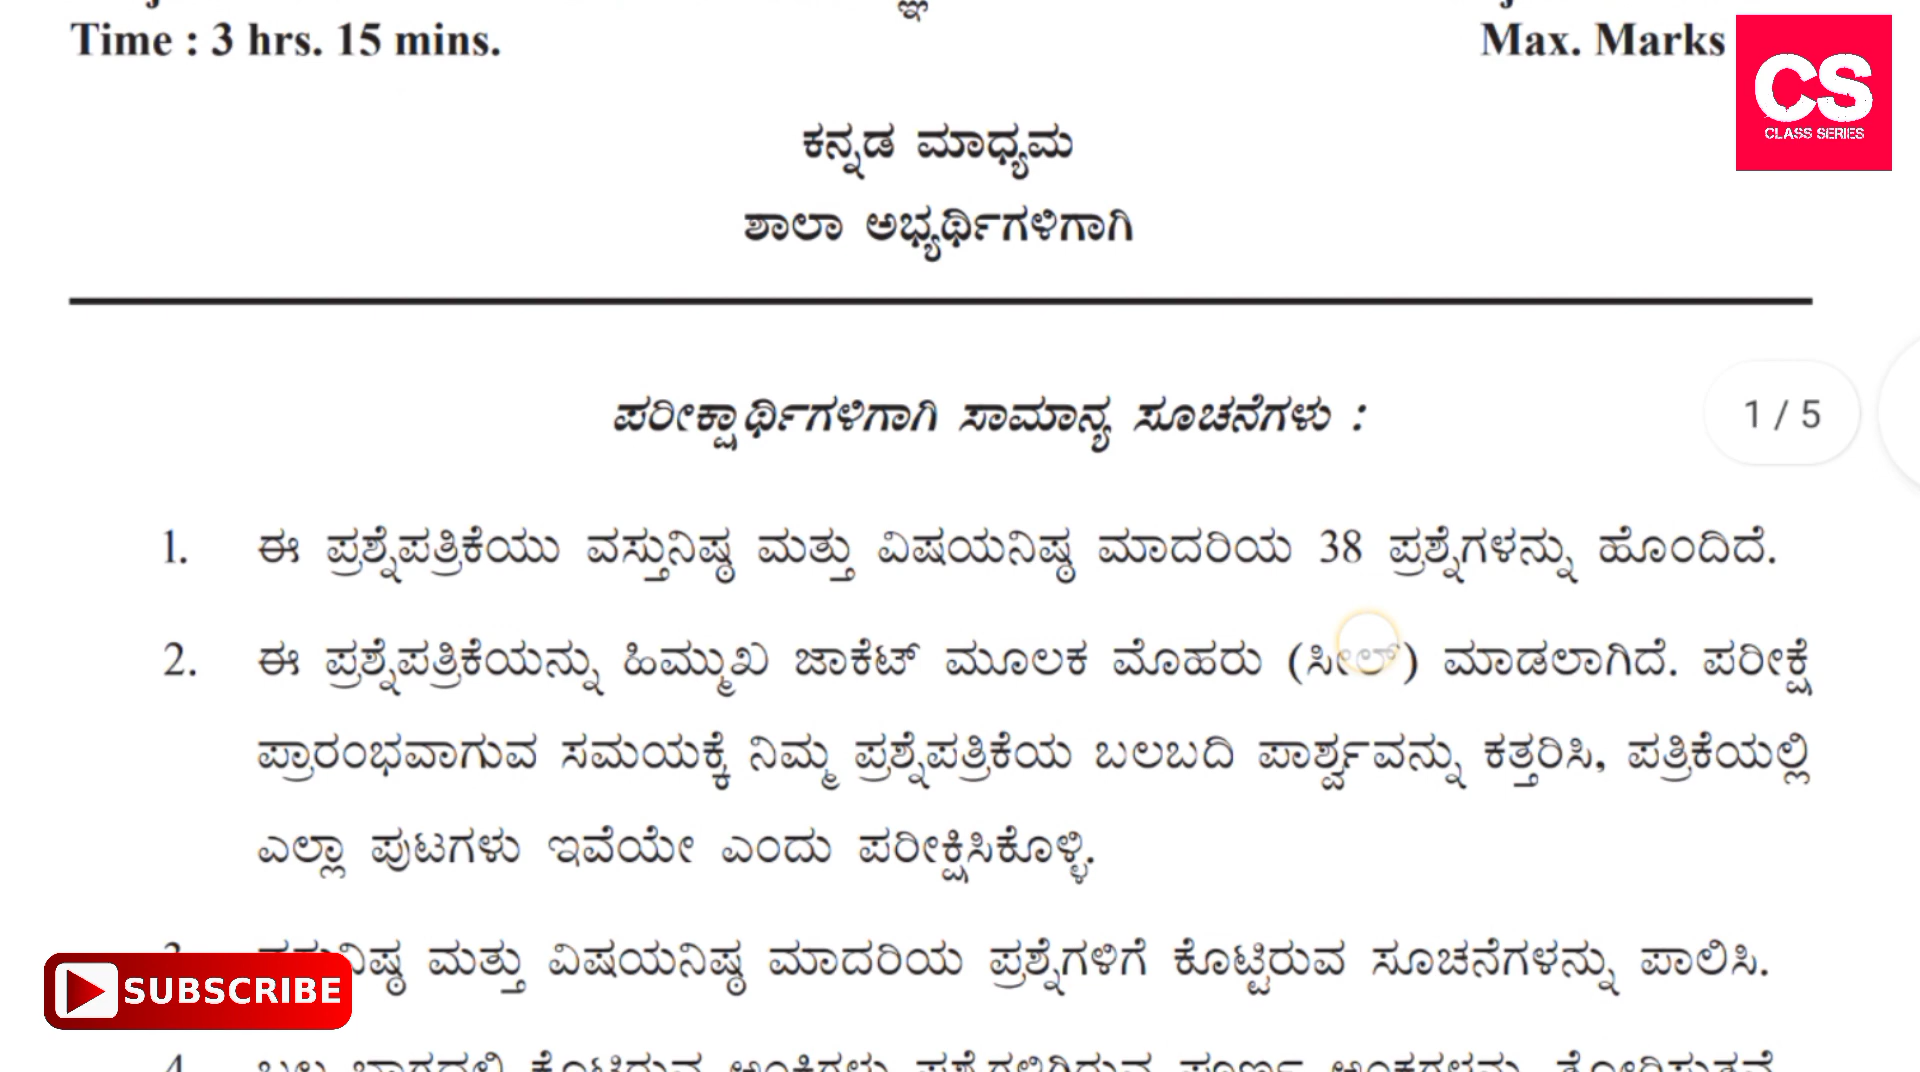 Time : 3 hrs. 15 mins.
Max. Marks
CS
CLASS SERIES
ಕನ್ನಡ ಮಾಧ್ಯಮ
ಶಾಲಾ ಅಭ್ಯರ್ಥಿಗಳಿಗಾಗಿ
ಪರೀಕ್ಷಾರ್ಥಿಗಳಿಗಾಗಿ ಸಾಮಾನ್ಯ ಸೂಚನೆಗಳು :
1 / 5
1. ಈ ಪ್ರಶ್ನೆಪತ್ರಿಕೆಯು ವಸ್ತುನಿಷ್ಠ ಮತ್ತು ವಿಷಯನಿಷ್ಠ ಮಾದರಿಯ 38 ಪ್ರಶ್ನೆಗಳನ್ನು ಹೊಂದಿದೆ.
2. ಈ ಪ್ರಶ್ನೆಪತ್ರಿಕೆಯನ್ನು ಹಿಮ್ಮುಖ ಜಾಕೆಟ್ ಮೂಲಕ ಮೊಹರು (ಸೀಲ್) ಮಾಡಲಾಗಿದೆ. ಪರೀಕ್ಷೆ
ಪ್ರಾರಂಭವಾಗುವ ಸಮಯಕ್ಕೆ ನಿಮ್ಮ ಪ್ರಶ್ನೆಪತ್ರಿಕೆಯ ಬಲಬದಿ ಪಾರ್ಶ್ವವನ್ನು ಕತ್ತರಿಸಿ, ಪತ್ರಿಕೆಯಲ್ಲಿ
ಎಲ್ಲಾ ಪುಟಗಳು ಇವೆಯೇ ಎಂದು ಪರೀಕ್ಷಿಸಿಕೊಳ್ಳಿ.
ಮತ್ತು ವಿಷಯನಿಷ್ಠ ಮಾದರಿಯ ಪ್ರಶ್ನೆಗಳಿಗೆ ಕೊಟ್ಟಿರುವ ಸೂಚನೆಗಳನ್ನು ಪಾಲಿಸಿ.
SUBSCRIBE